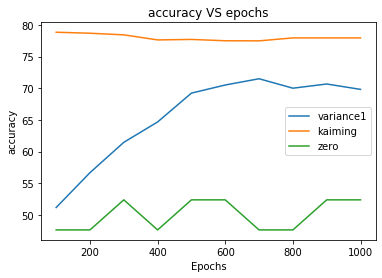 accuracy VS epochs
80
75
70
65
60
55
50
accuracy
variance1
kaiming
zero
200 400 600 800 1000
Epochs